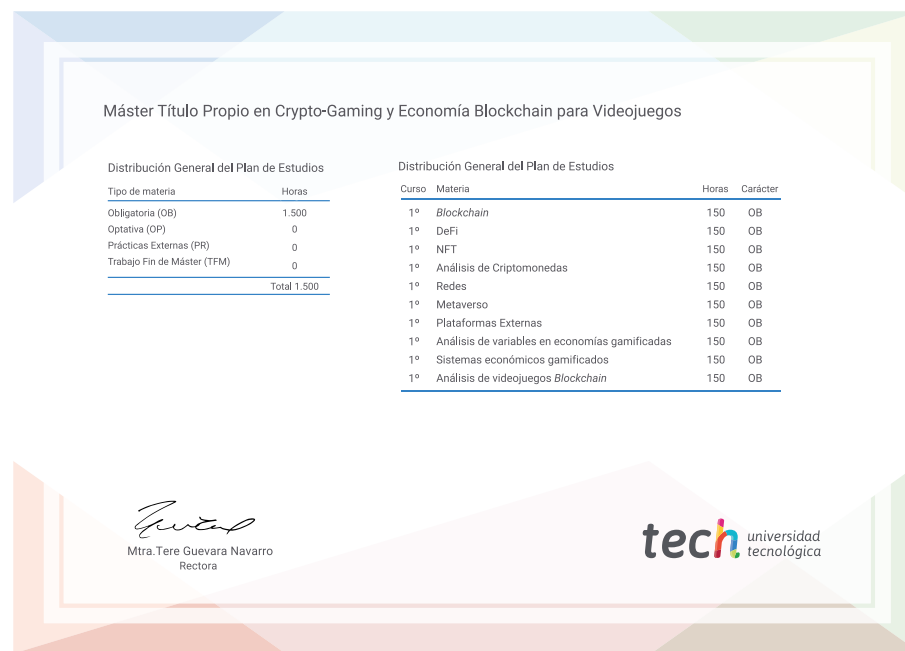 Máster Título Propio en Crypto-Gaming y Economía Blockchain para Videojuegos
Distribución General del Plan de Estudios
Tipo de materia Horas
Obligatoria (OB) 1.500
Optativa (OP) 0
Prácticas Externas (PR) 0
Trabajo Fin de Máster (TFM) 0
Total 1.500
Distribución General del Plan de Estudios
Curso Materia Horas Carácter
1º Blockchain 150 OB
1º DeFi 150 OB
1º NFT 150 OB
1º Análisis de Criptomonedas 150 OB
1º Redes 150 OB
1º Metaverso 150 OB
1º Plataformas Externas 150 OB
1º Análisis de variables en economías gamificadas 150 OB
1º Sistemas económicos gamificados 150 OB
1º Análisis de videojuegos Blockchain 150 OB
Mtra.Tere Guevara Navarro
Rectora
tech universidad
tecnológica